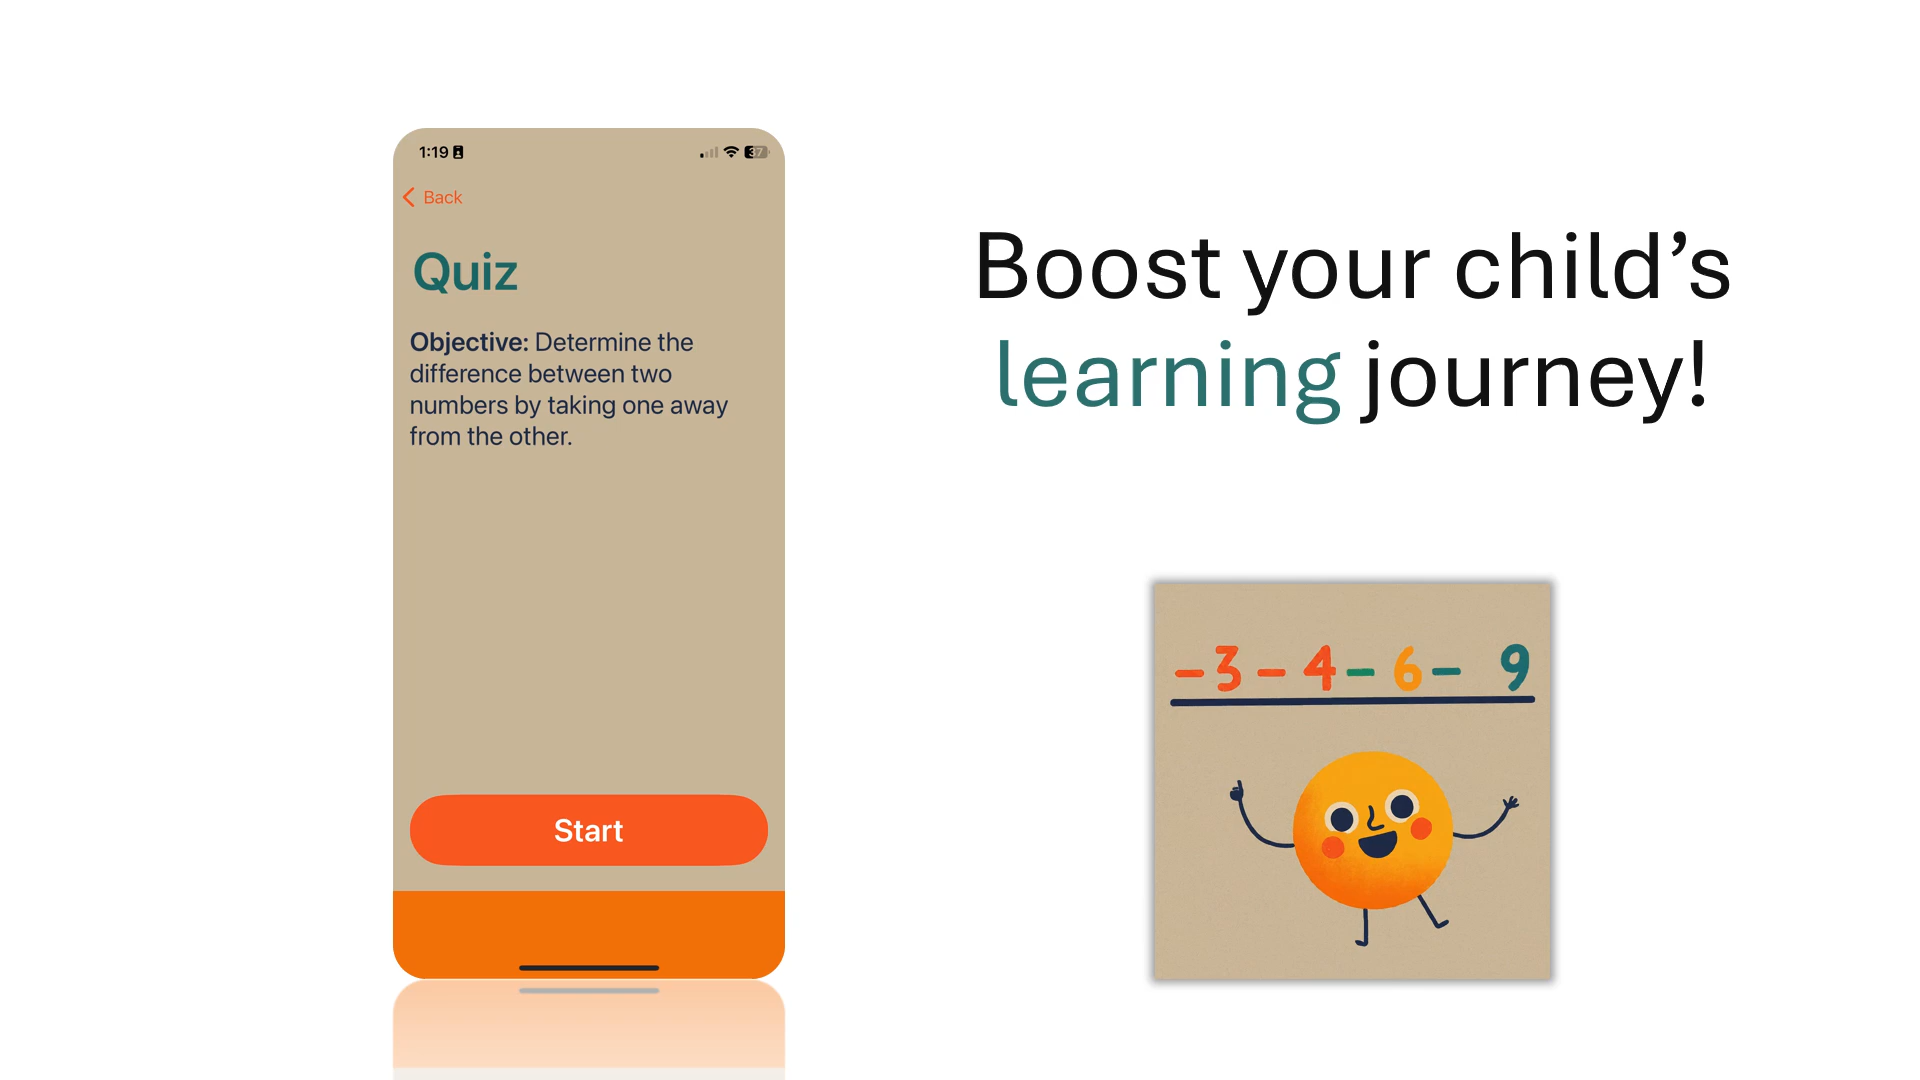 1:19
37
Back
Quiz
Objective: Determine the
difference between two
numbers by taking one away
from the other.
Start
Boost your child’s
learning journey!
-3-4-6- 9